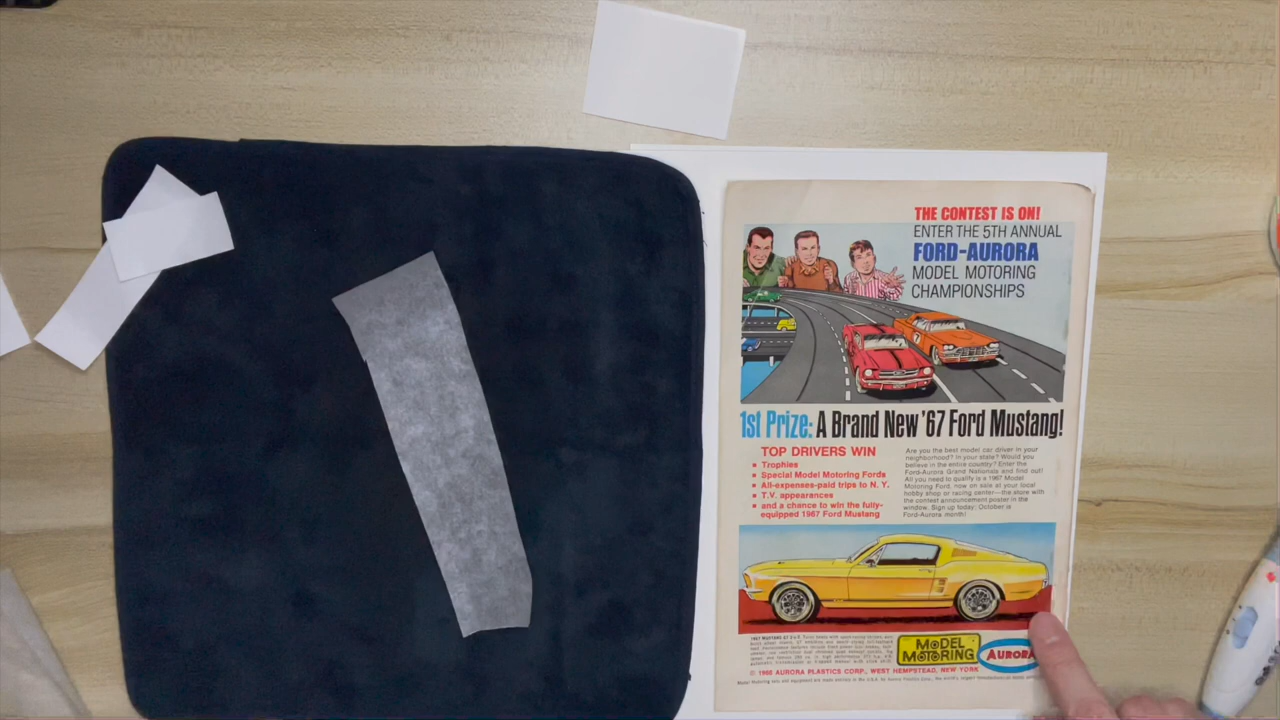 THE CONTEST IS ON!
ENTER THE 5TH ANNUAL
FORD-AURORA
MODEL MOTORING
CHAMPIONSHIPS
1st Prize: A Brand New '67 Ford Mustang!
TOP DRIVERS WIN
Trophies
Special Model Motoring Fords
All-expenses-paid trips to N. Y.
T.V. appearances
and a chance to win the fully-
equipped 1967 Ford Mustang
Are you the best model car driver in your
neighborhood? In your state? Would you
believe in the entire country? Enter the
Ford-Aurora Grand Nationals and find out!
All you need to qualify is a 1967 Model
Motoring Ford, now on sale at your local
hobby shop or racing center—the store with
the contest announcement poster in the
window. Sign up today: October is
Ford-Aurora month!
MODEL
MOTORING
AURORA
© 1966 AURORA PLASTICS CORP., WEST HEMPSTEAD, NEW YORK